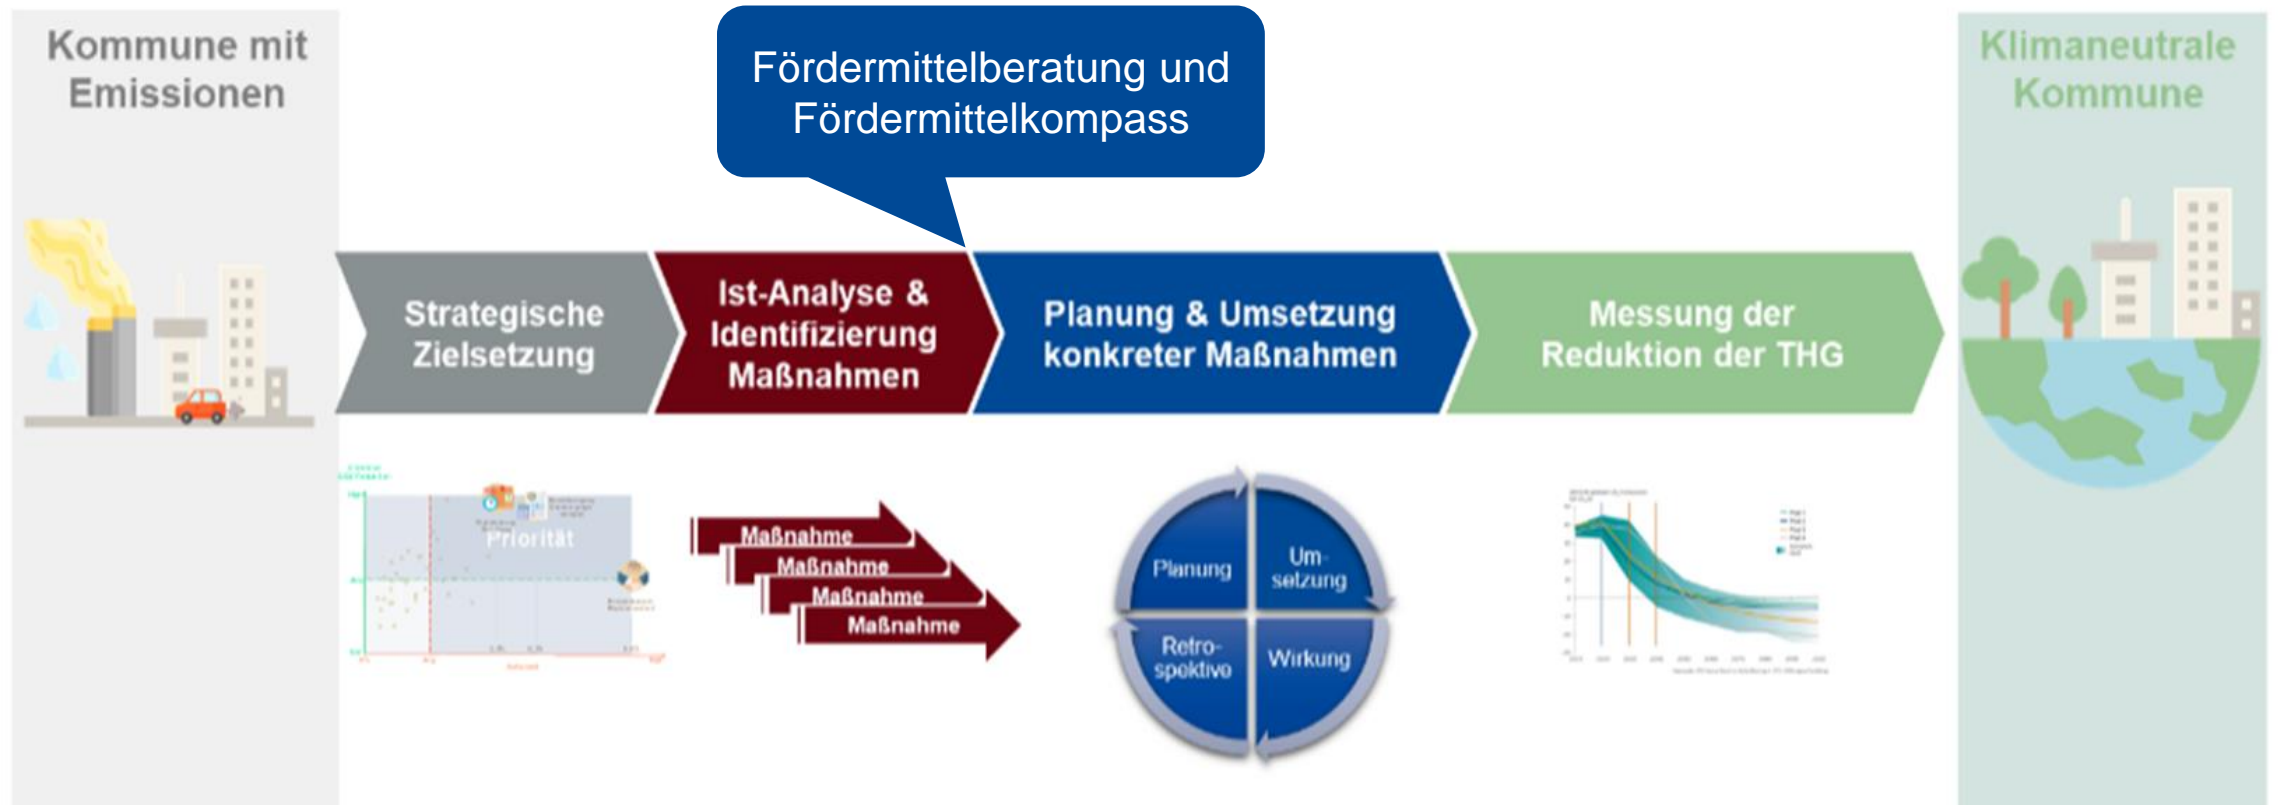 Kommune mit
Emissionen
Fördermittelberatung und
Fördermittelkompass
Klimaneutrale
Kommune
Strategische
Zielsetzung
Ist-Analyse &
Identifizierung
Maßnahmen
Planung & Umsetzung
konkreter Maßnahmen
Messung der
Reduktion der THG
Priorität
Maßnahme
Maßnahme
Maßnahme
Maßnahme
Planung
Um-
setzung
Retro-
spektive
Wirkung